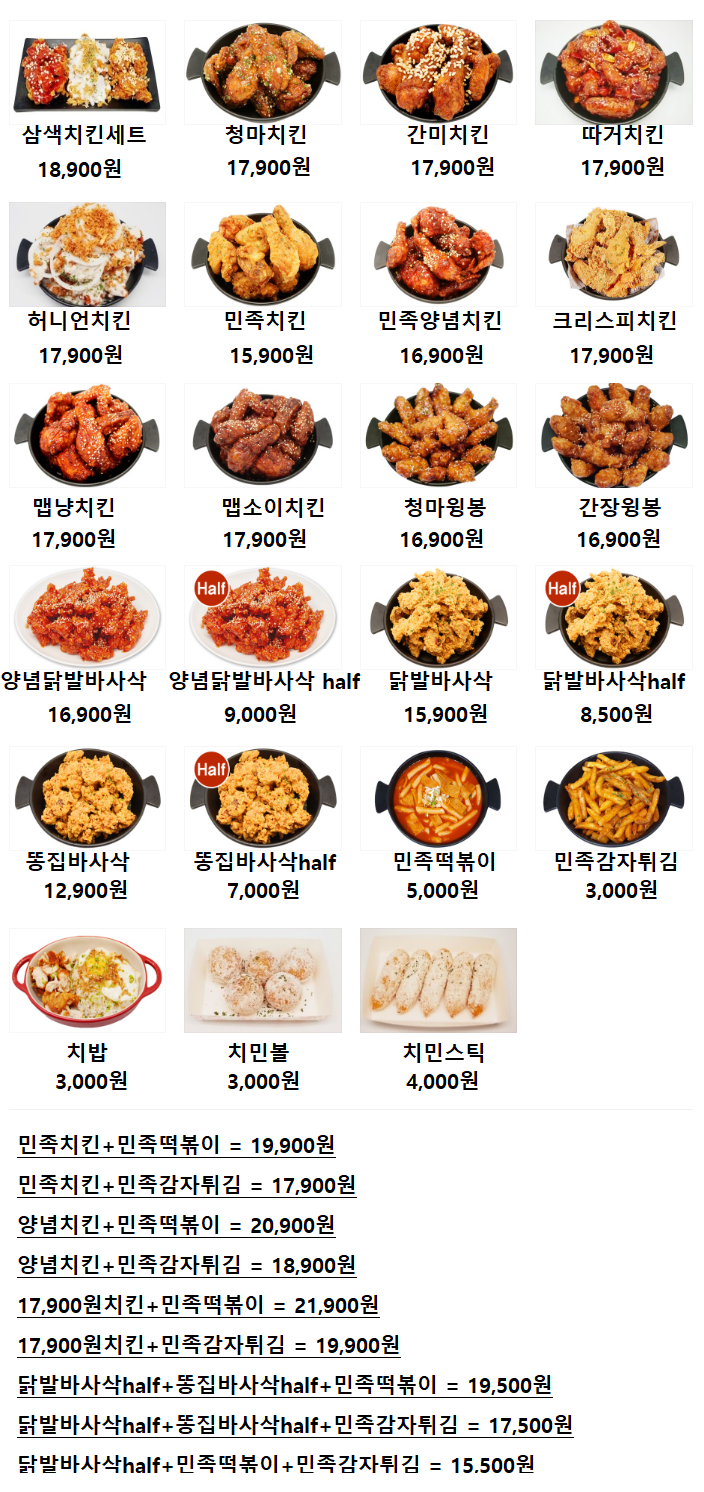 삼색치킨세트 청마치킨 간미치킨 따거치킨
18,900원 17,900원 17,900원 17,900원
허니언치킨 민족치킨 민족양념치킨 크리스피치킨
17,900원 15,900원 16,900원 17,900원
맵냥치킨 맵소이치킨 청마윙봉 간장윙봉
17,900원 17,900원 16,900원 16,900원
Half Half
양념닭발바사삭 양념닭발바사삭 half 닭발바사삭 닭발바사삭half
16,900원 9,000원 15,900원 8,500원
Half
똥집바사삭 똥집바사삭half 민족떡볶이 민족감자튀김
12,900원 7,000원 5,000원 3,000원
치밥 치민볼 치민스틱
3,000원 3,000원 4,000원
민족치킨+민족떡볶이 = 19,900원
민족치킨+민족감자튀김 = 17,900원
양념치킨+민족떡볶이 = 20,900원
양념치킨+민족감자튀김 = 18,900원
17,900원치킨+민족떡볶이 = 21,900원
17,900원치킨+민족감자튀김 = 19,900원
닭발바사삭half+똥집바사삭half+민족떡볶이 = 19,500원
닭발바사삭half+똥집바사삭half+민족감자튀김 = 17,500원
닭발바사삭half+민족떡볶이+민족감자튀김 = 15,500원